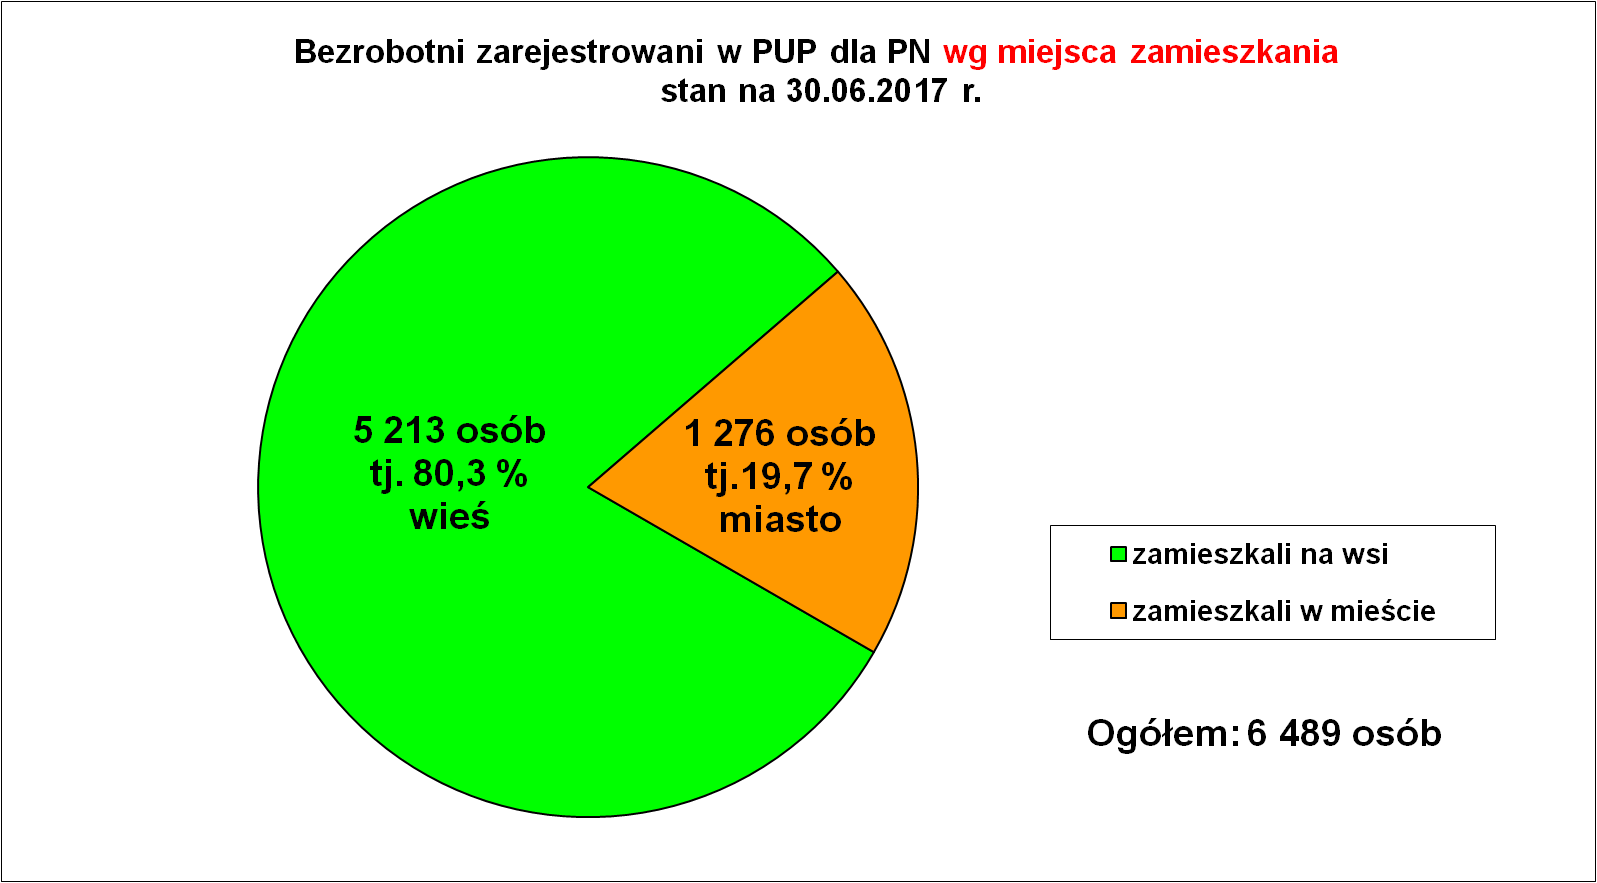 Bezrobotni zarejestrowani w PUP dla PN wg miejsca zamieszkania
stan na 30.06.2017 r.
5 213 osób
tj. 80,3 %
wieś
1 276 osób
tj.19,7 %
miasto
zamieszkali na wsi
zamieszkali w mieście
Ogółem: 6 489 osób